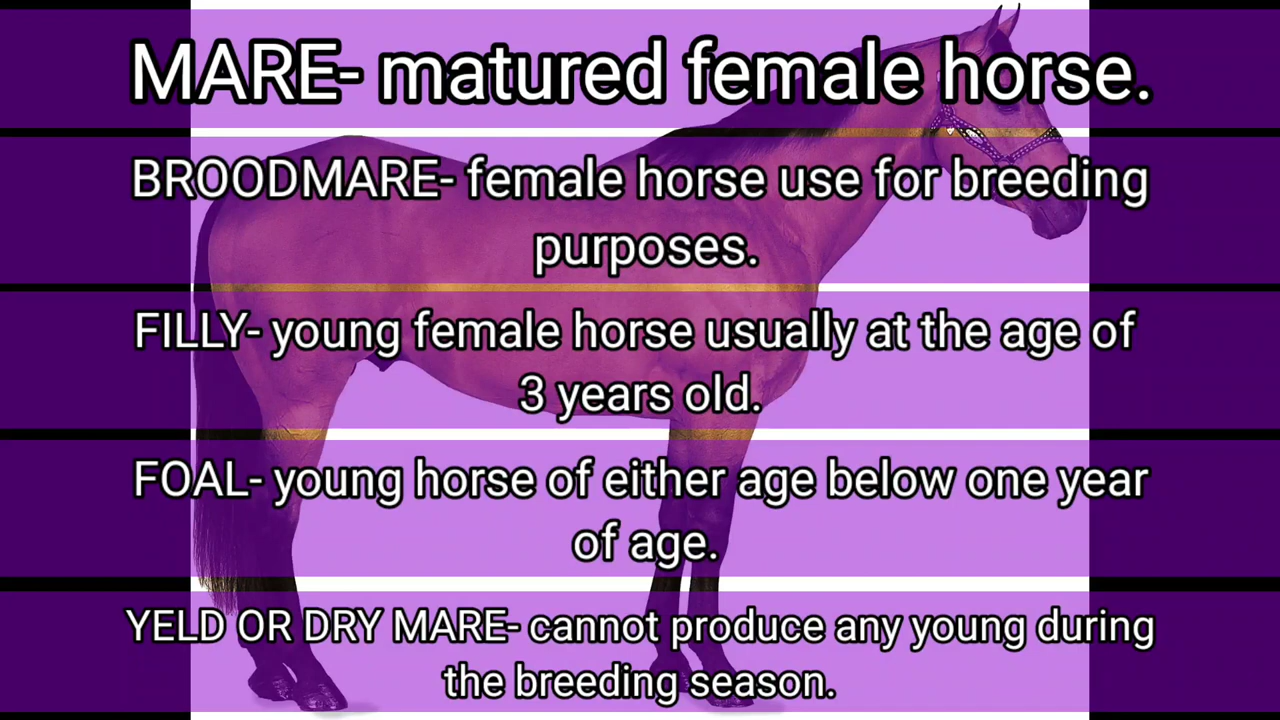 MARE- matured female horse.
BROODMARE- female horse use for breeding
purposes.
FILLY- young female horse usually at the age of
3 years old.
FOAL- young horse of either age below one year
of age.
YELD OR DRY MARE- cannot produce any young during
the breeding season.